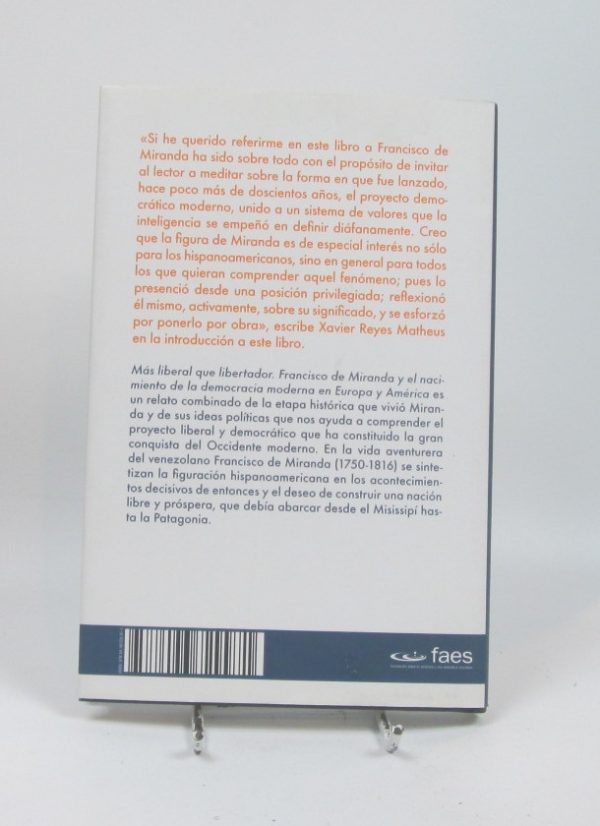 «Si he querido referirme en este libro a Francisco de
Miranda ha sido sobre todo con el propósito de invitar
al lector a meditar sobre la forma en que fue lanzado,
hace poco más de doscientos años, el proyecto demo-
crático moderno, unido a un sistema de valores que la
inteligencia se empeñó en definir diáfanamente. Creo
que la figura de Miranda es de especial interés no sólo
para los hispanoamericanos, sino en general para todos
los que quieran comprender aquel fenómeno; pues lo
presenció desde una posición privilegiada; reflexionó
él mismo, activamente, sobre su significado, y se esforzó
por ponerlo por obra», escribe Xavier Reyes Matheus
en la introducción a este libro.
Más liberal que libertador. Francisco de Miranda y el naci-
miento de la democracia moderna en Europa y América es
un relato combinado de la etapa histórica que vivió Miran-
da y de sus ideas políticas que nos ayuda a comprender el
proyecto liberal y democrático que ha constituido la gran
conquista del Occidente moderno. En la vida aventurera
del venezolano Francisco de Miranda (1750-1816) se sinte-
tizan la figuración hispanoamericana en los acontecimien-
tos decisivos de entonces y el deseo de construir una nación
libre y próspera, que debía abarcar desde el Misisipí has-
ta la Patagonia.
faes